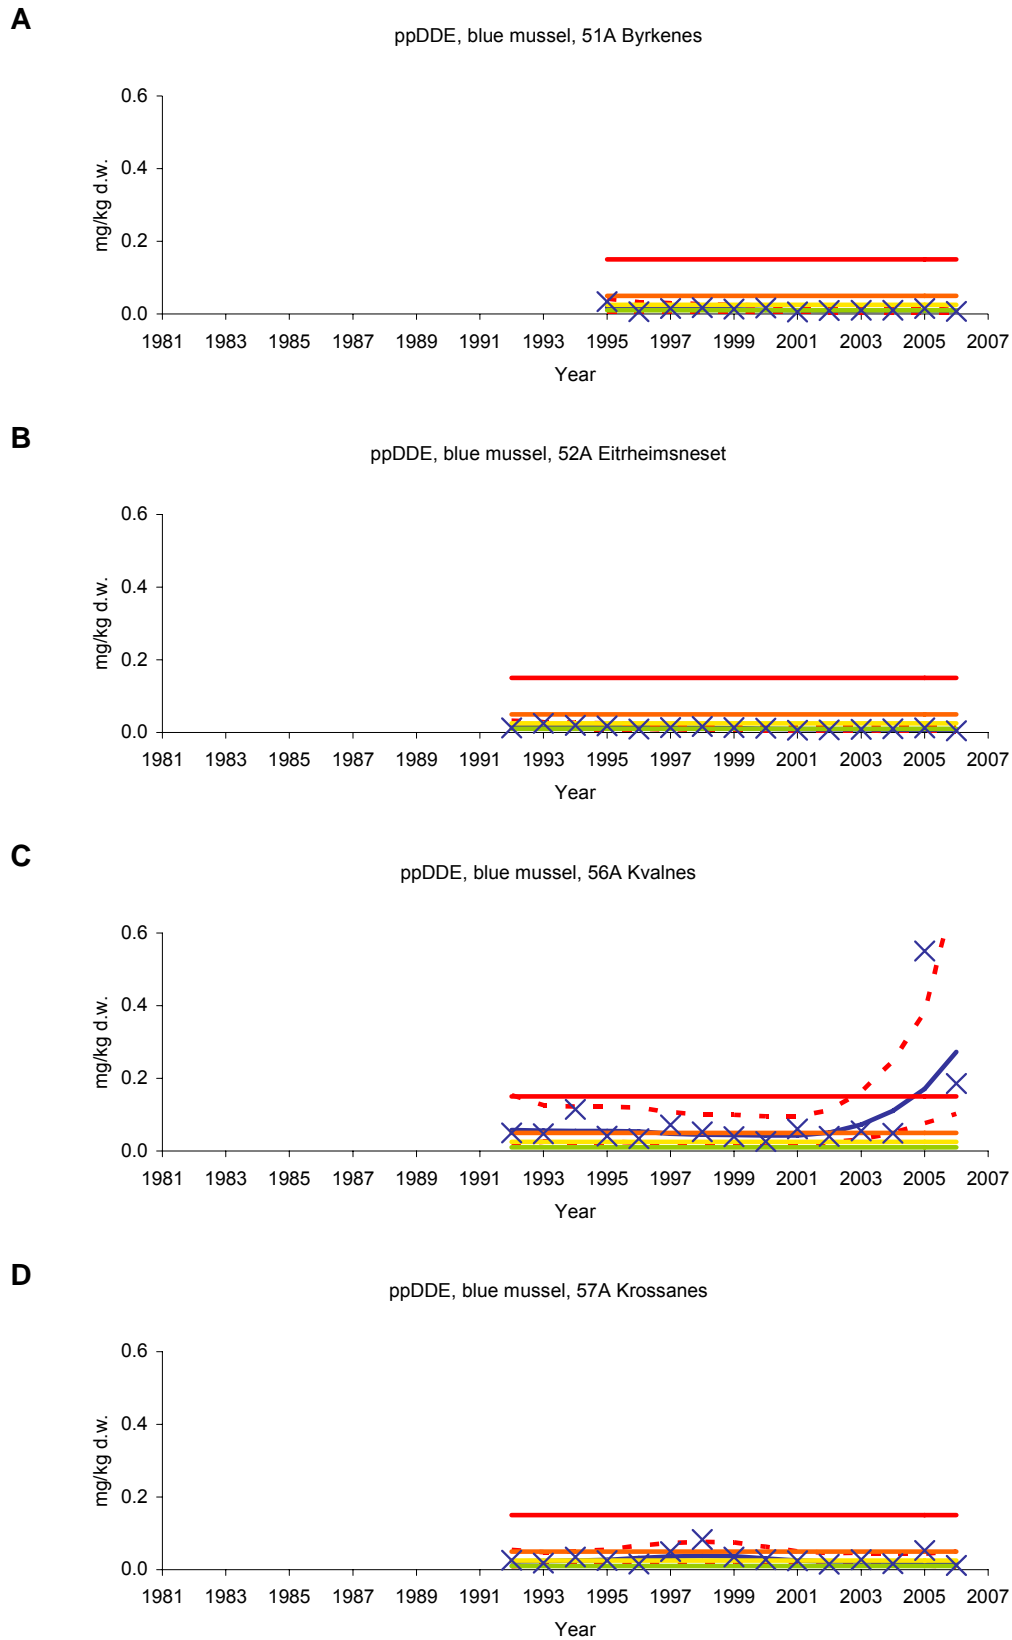 A
ppDDE, blue mussel, 51A Byrkenes
mg/kg d.w.
0.6
0.4
0.2
0.0
1981 1983 1985 1987 1989 1991 1993 1995 1997 1999 2001 2003 2005 2007
Year
B
ppDDE, blue mussel, 52A Eitrheimsneset
mg/kg d.w.
0.6
0.4
0.2
0.0
1981 1983 1985 1987 1989 1991 1993 1995 1997 1999 2001 2003 2005 2007
Year
C
ppDDE, blue mussel, 56A Kvalnes
mg/kg d.w.
0.6
0.4
0.2
0.0
1981 1983 1985 1987 1989 1991 1993 1995 1997 1999 2001 2003 2005 2007
Year
D
ppDDE, blue mussel, 57A Krossanes
mg/kg d.w.
0.6
0.4
0.2
0.0
1981 1983 1985 1987 1989 1991 1993 1995 1997 1999 2001 2003 2005 2007
Year